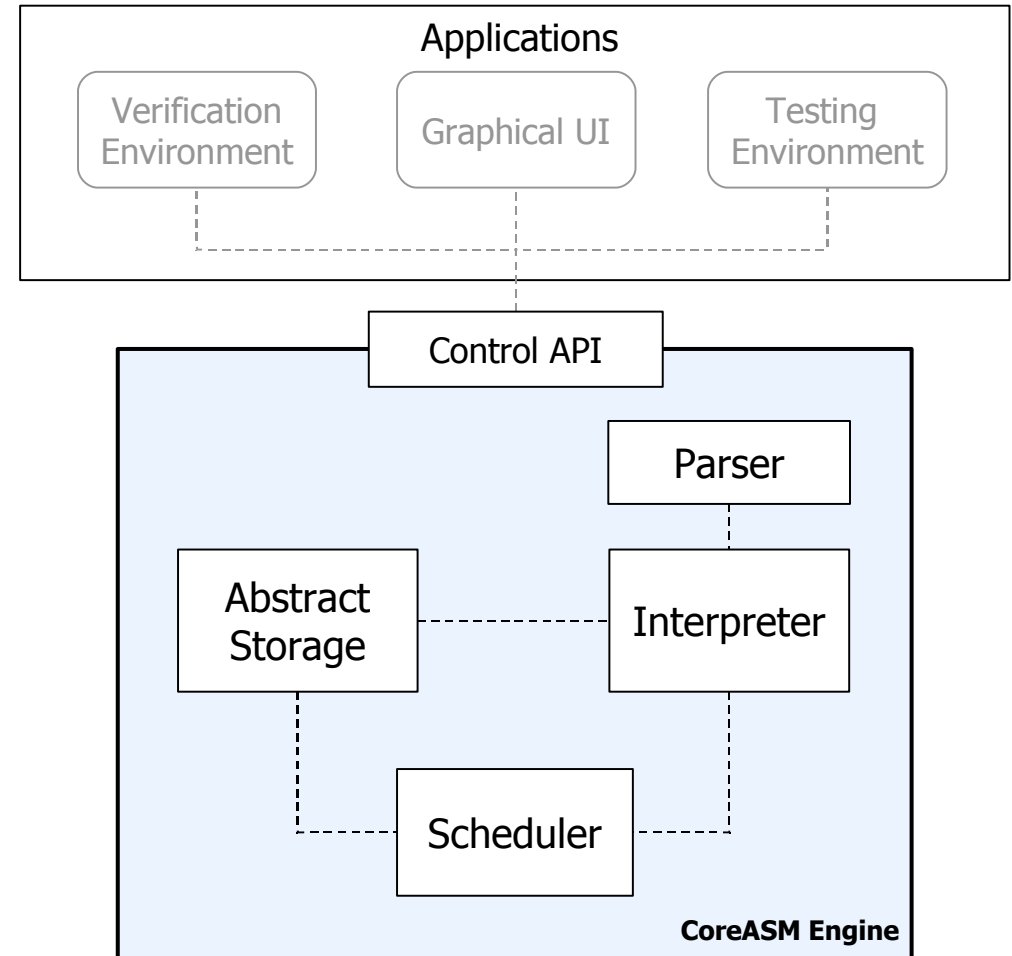 Applications
Verification
Environment
Graphical UI
Testing
Environment
Control API
Parser
Abstract
Storage
Interpreter
Scheduler
CoreASM Engine